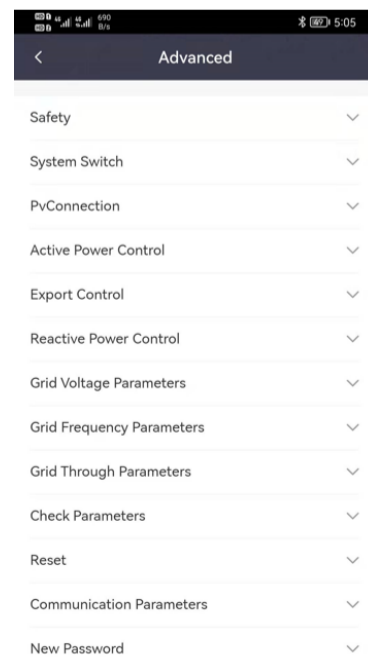 690
B/s
5:05
Advanced
Safety
System Switch
PvConnection
Active Power Control
Export Control
Reactive Power Control
Grid Voltage Parameters
Grid Frequency Parameters
Grid Through Parameters
Check Parameters
Reset
Communication Parameters
New Password